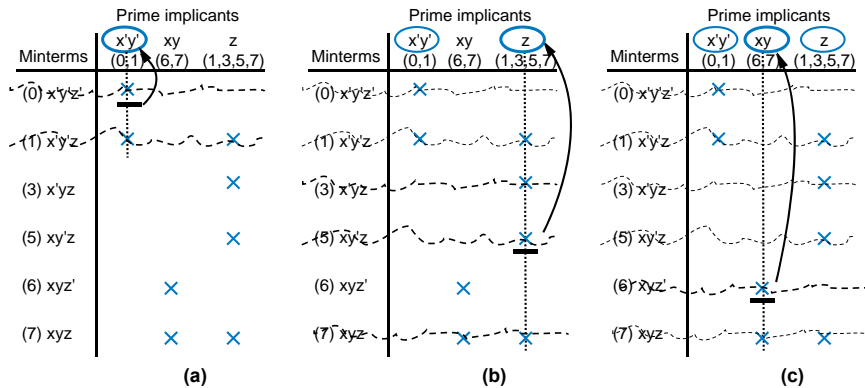 Prime implicants
x'y' xy z
Minterms (0,1) (6,7) (1,3,5,7)
(0) x'y'z'
(1) x'y'z
(3) x'yz
(5) xy'z
(6) xyz'
(7) xyz
(a)
Prime implicants
x'y' xy z
Minterms (0,1) (6,7) (1,3,5,7)
(0) x'y'z'
(1) x'y'z
(3) x'yz
(5) xy'z
(6) xyz'
(7) xyz
(b)
Prime implicants
x'y' xy z
Minterms (0,1) (6,7) (1,3,5,7)
(0) x'y'z'
(1) x'y'z
(3) x'yz
(5) xy'z
(6) xyz'
(7) xyz
(c)